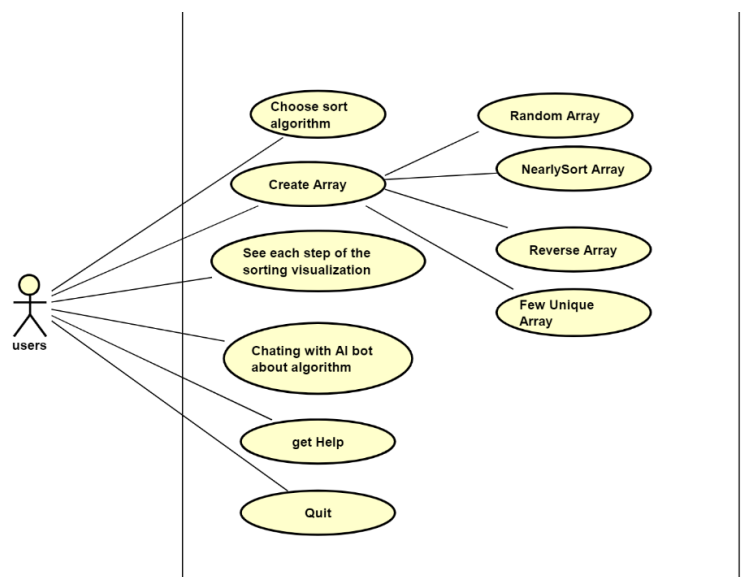 Choose sort
algorithm
Random Array
Create Array
NearlySort Array
See each step of the
sorting visualization
Reverse Array
Few Unique
Array
users
Chating with AI bot
about algorithm
get Help
Quit